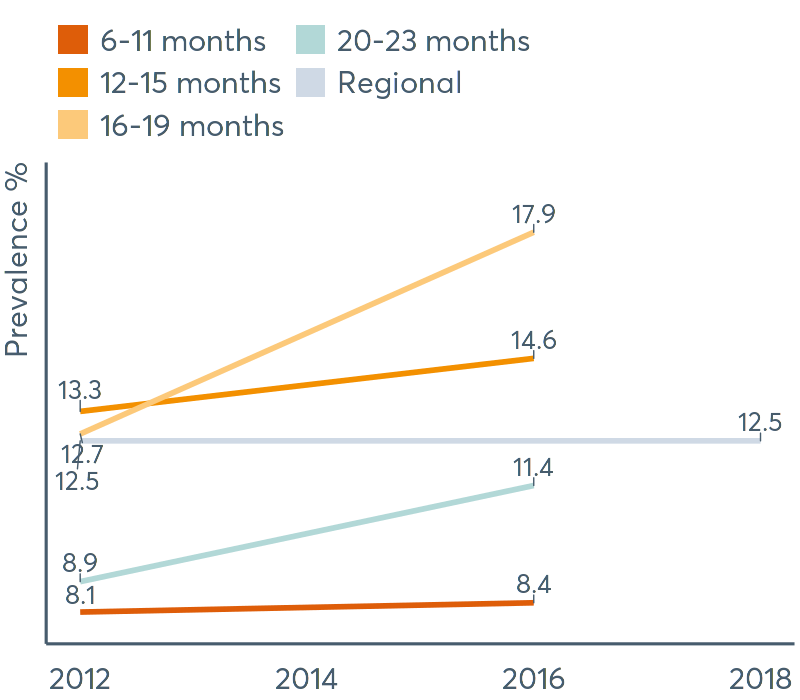 6-11 months
20-23 months
12-15 months
Regional
16-19 months
Prevalence %
17.9
14.6
13.3
12.5
12.7
12.5
11.4
8.9
8.1
8.4
2012
2014
2016
2018